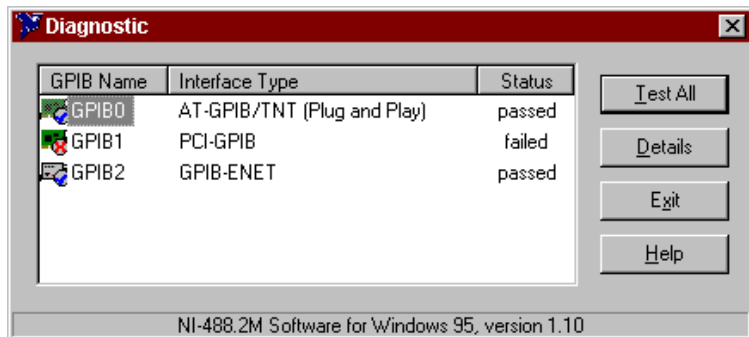 Diagnostic
GPIB Name Interface Type Status
GPIB0 AT-GPIB/TNT (Plug and Play) passed
GPIB1 PCI-GPIB failed
GPIB2 GPIB-ENET passed
Test All
Details
Exit
Help
NI-488.2M Software for Windows 95, version 1.10